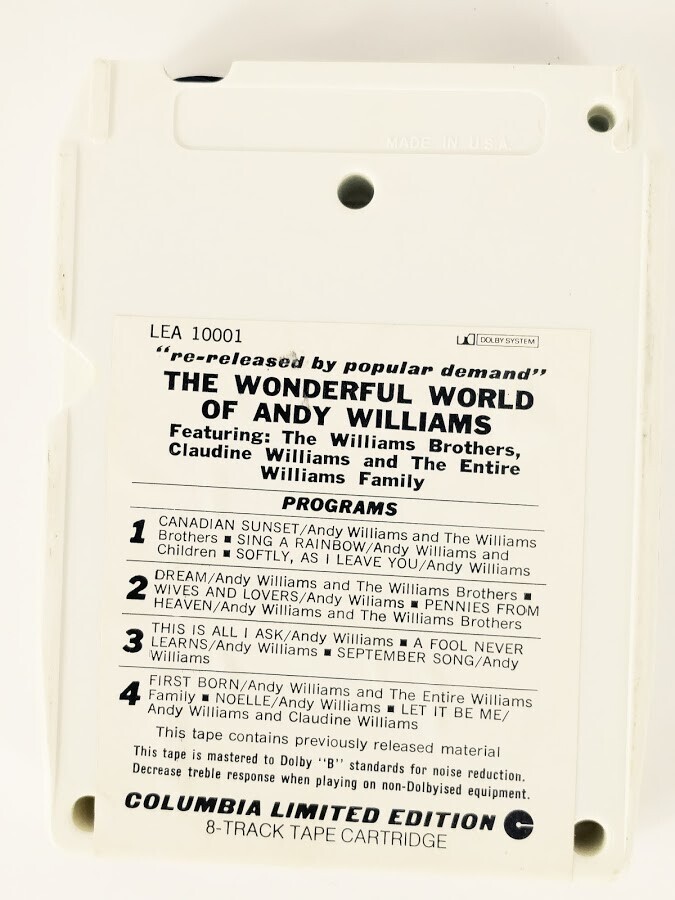 MADE IN U.S.A.
LEA 10001
DOLBY SYSTEM
"re-released by popular demand"
THE WONDERFUL WORLD
OF ANDY WILLIAMS
Featuring: The Williams Brothers,
Claudine Williams and The Entire
Williams Family
PROGRAMS
1 CANADIAN SUNSET/Andy Williams and The Williams
Brothers ■ SING A RAINBOW/Andy Williams and
Children ■ SOFTLY, AS I LEAVE YOU/Andy Williams
2 DREAM/Andy Williams and The Williams Brothers ■
WIVES AND LOVERS/Andy Williams ■ PENNIES FROM
HEAVEN/Andy Williams and The Williams Brothers
3 THIS IS ALL I ASK/Andy Williams ■ A FOOL NEVER
LEARNS/Andy Williams ■ SEPTEMBER SONG/Andy
Williams
4 FIRST BORN/Andy Williams and The Entire Williams
Family ■ NOELLE/Andy Williams ■ LET IT BE ME/
Andy Williams and Claudine Williams
This tape contains previously released material
This tape is mastered to Dolby "B" standards for noise reduction.
Decrease treble response when playing on non-Dolbyised equipment.
COLUMBIA LIMITED EDITION
8-TRACK TAPE CARTRIDGE